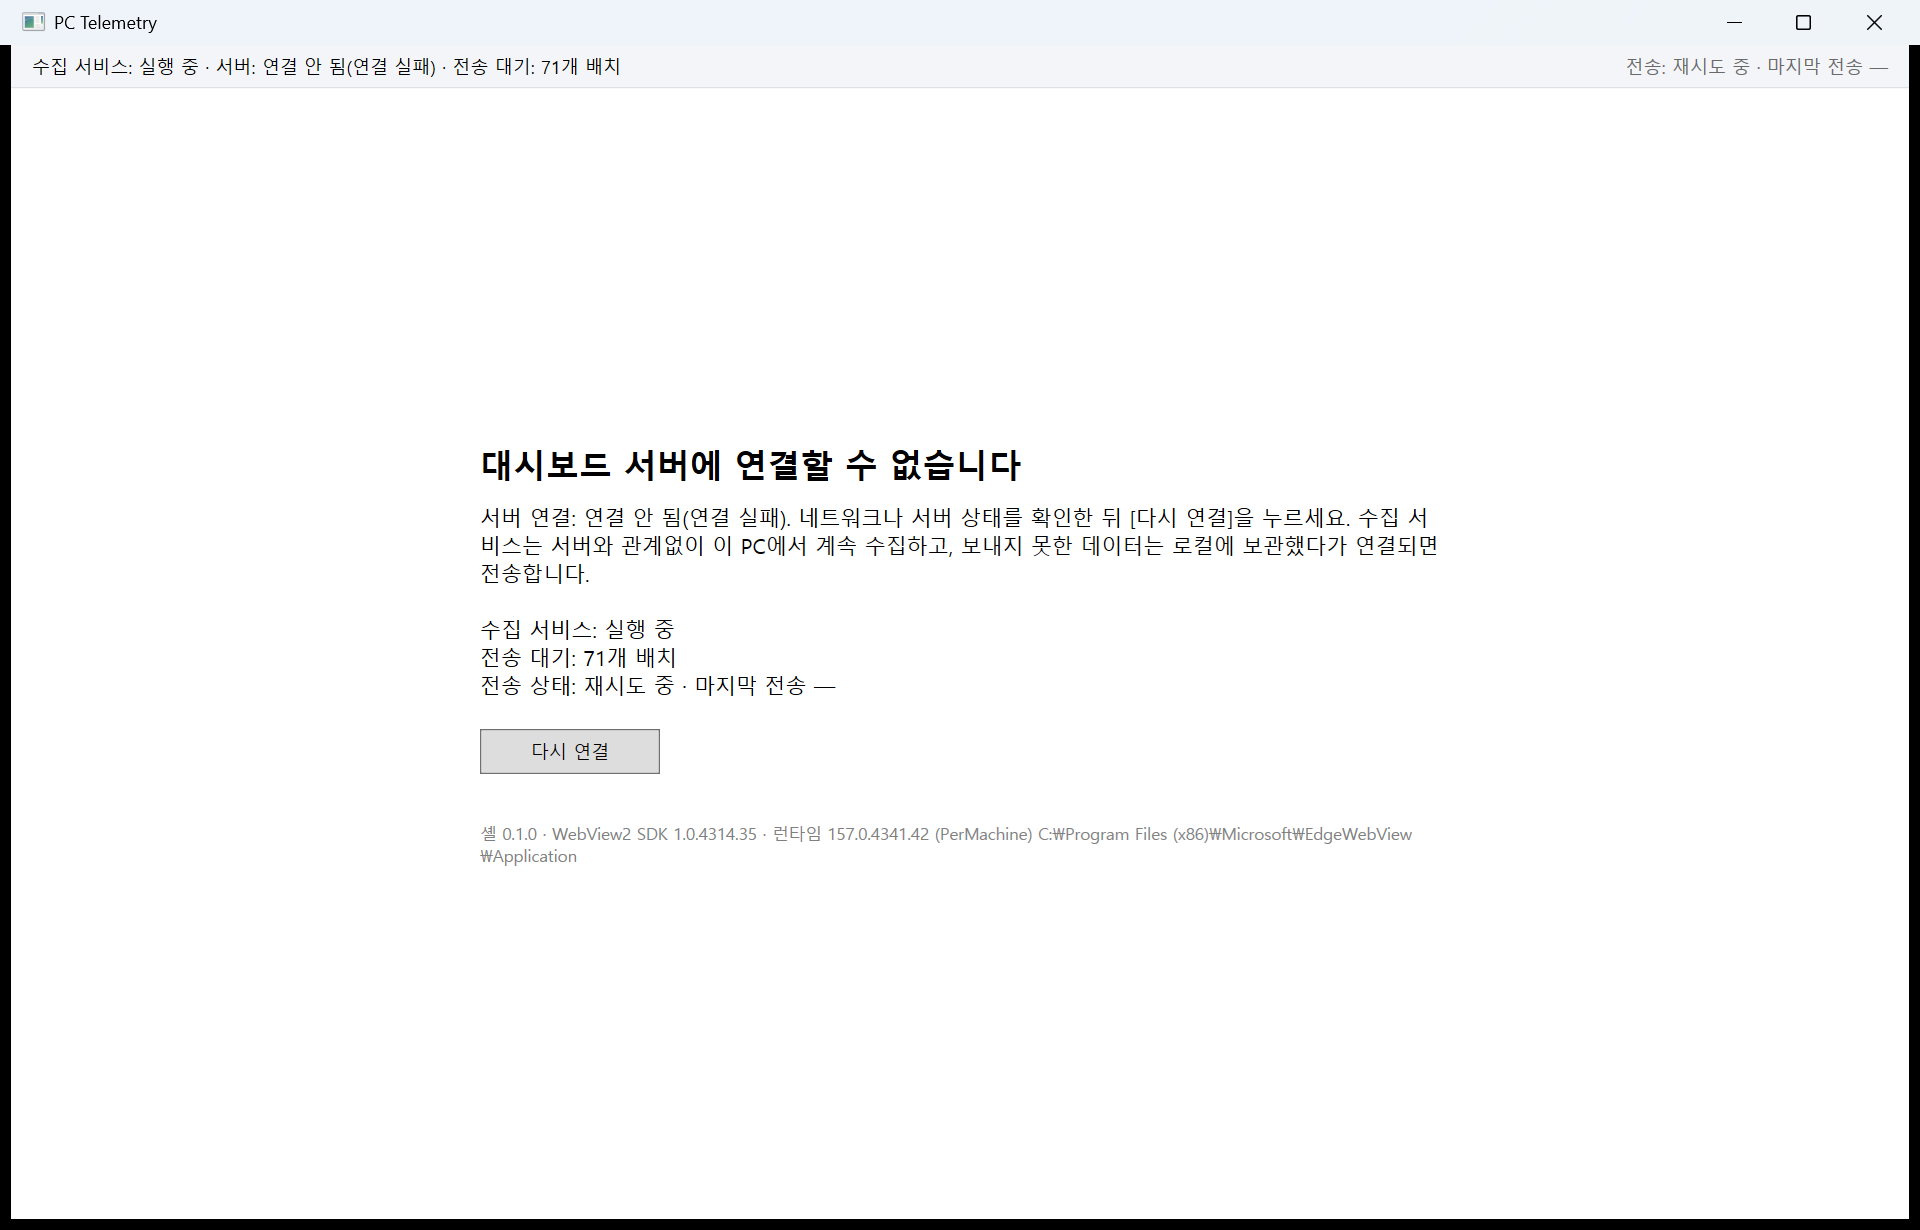 PC Telemetry
수집 서비스: 실행 중 · 서버: 연결 안 됨(연결 실패) · 전송 대기: 71개 배치
전송: 재시도 중 · 마지막 전송 —
대시보드 서버에 연결할 수 없습니다
서버 연결: 연결 안 됨(연결 실패). 네트워크나 서버 상태를 확인한 뒤 [다시 연결]을 누르세요. 수집 서
비스는 서버와 관계없이 이 PC에서 계속 수집하고, 보내지 못한 데이터는 로컬에 보관했다가 연결되면
전송합니다.
수집 서비스: 실행 중
전송 대기: 71개 배치
전송 상태: 재시도 중 · 마지막 전송 —
다시 연결
셸 0.1.0 · WebView2 SDK 1.0.4314.35 · 런타임 157.0.4341.42 (PerMachine) C:₩Program Files (x86)₩Microsoft₩EdgeWebView
₩Application